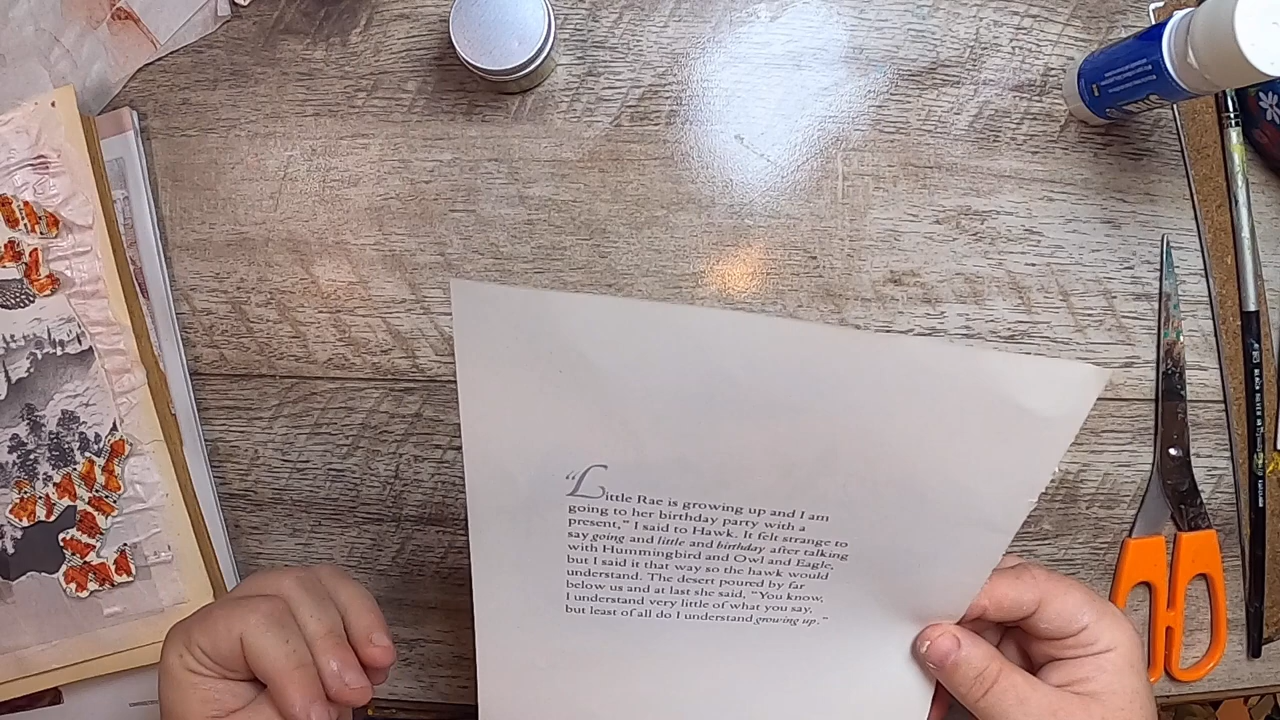 “Little Rae is growing up and I am
going to her birthday party with a
present,” I said to Hawk. It felt strange to
say going and little and birthday after talking
with Hummingbird and Owl and Eagle,
but I said it that way so the hawk would
understand. The desert poured by far
below us and at last she said, “You know,
I understand very little of what you say,
but least of all do I understand growing up.”